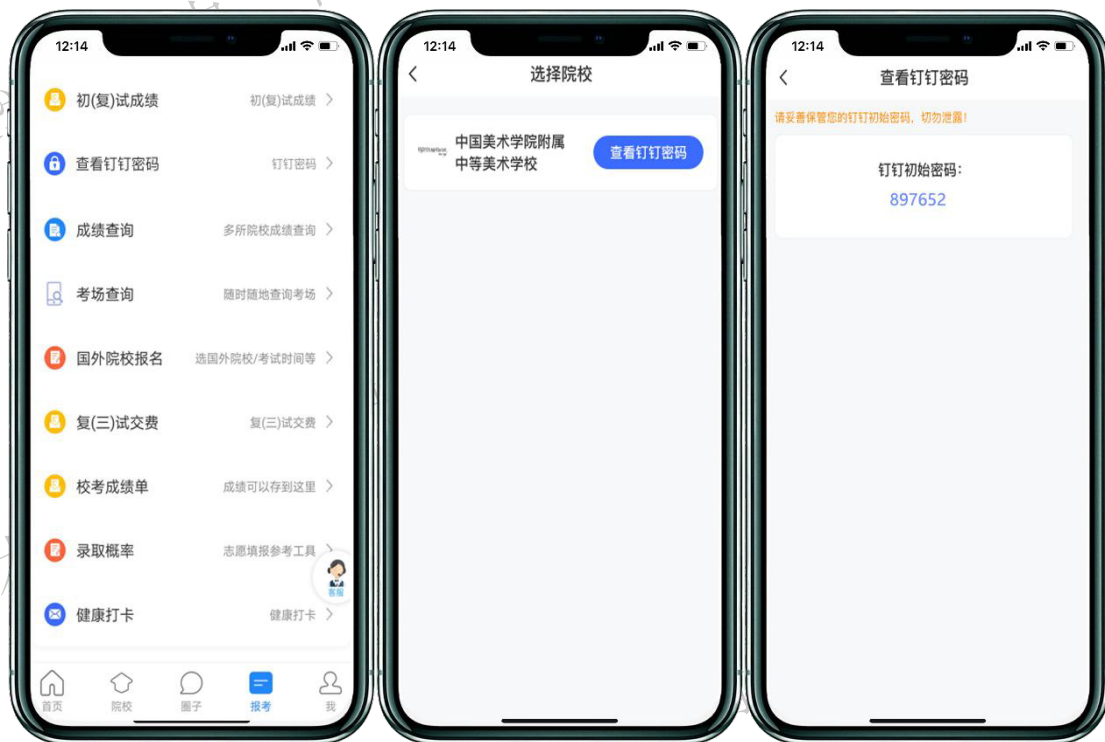 12:14
初(复)试成绩 初(复)试成绩
查看钉钉密码 钉钉密码
成绩查询 多所院校成绩查询
考场查询 随时随地查询考场
国外院校报名 选国外院校/考试时间等
复(三)试交费 复(三)试交费
校考成绩单 成绩可以存到这里
录取概率 志愿填报参考工具
客服
健康打卡 健康打卡
首页 院校 圈子 报考 我
12:14
选择院校
中国美术学院附属
中等美术学校
查看钉钉密码
12:14
查看钉钉密码
请妥善保管您的钉钉初始密码，切勿泄露！
钉钉初始密码：
897652